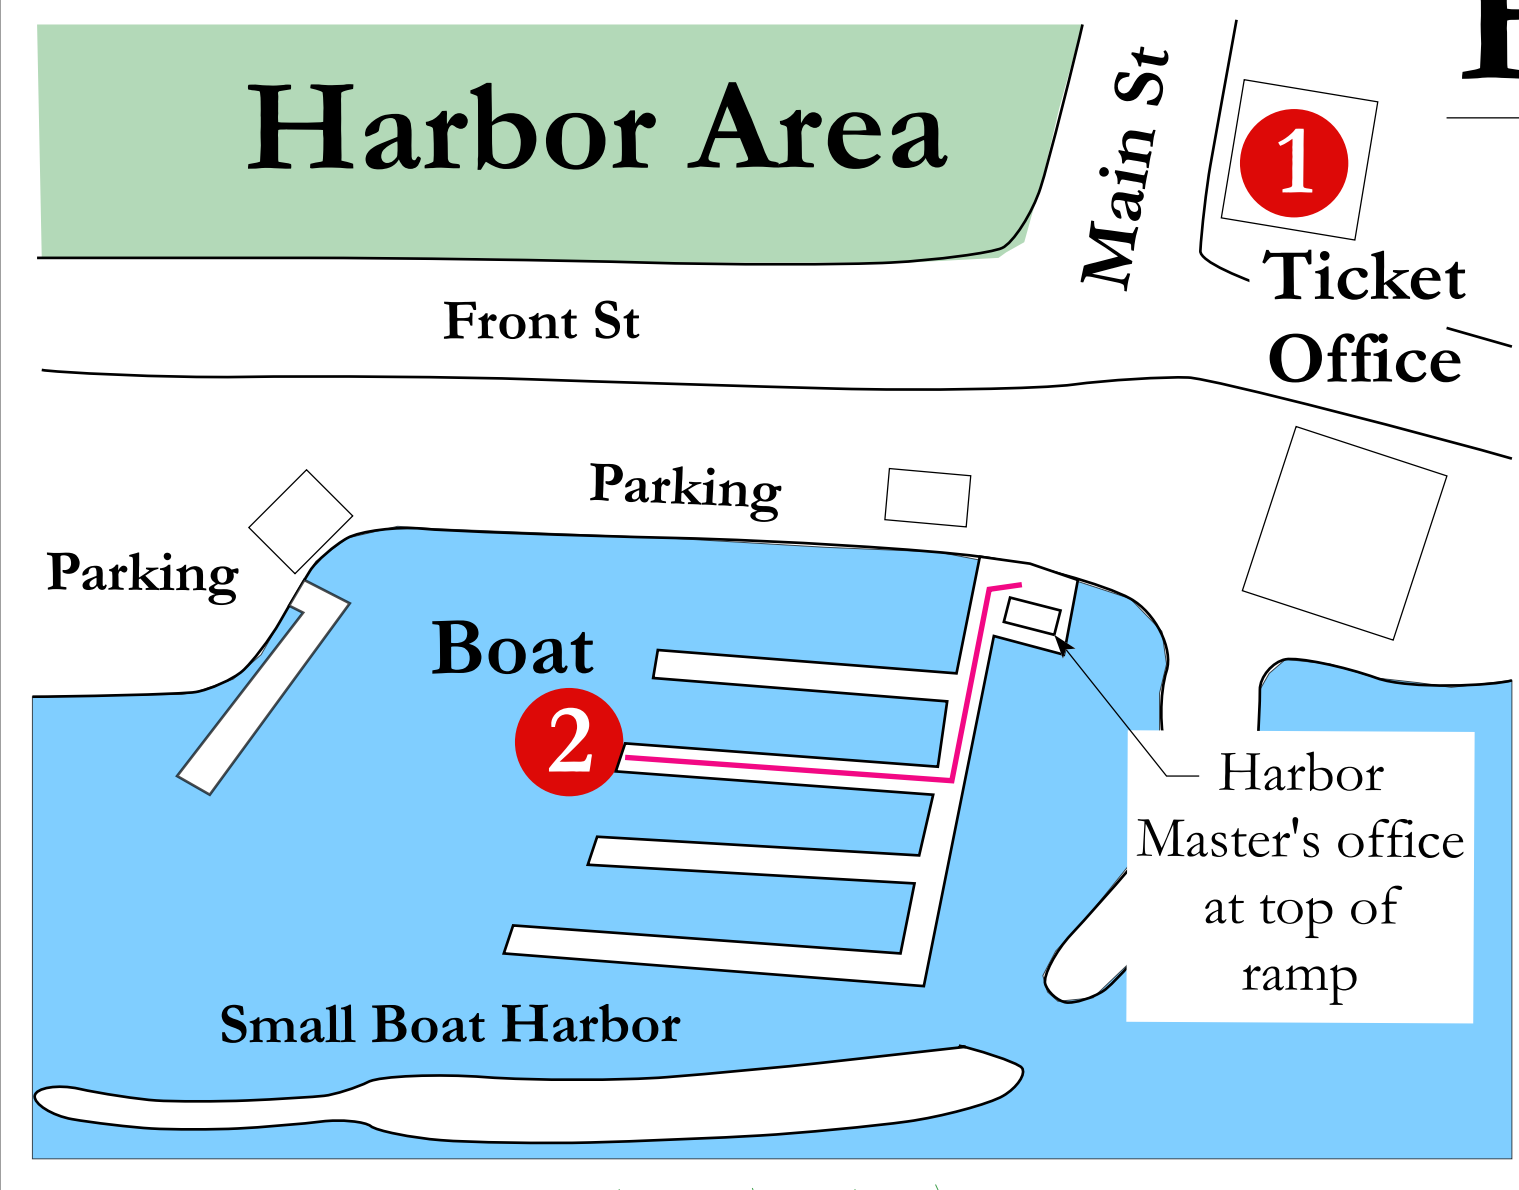 Harbor Area
Main St
1
Ticket
Office
Front St
Parking
Parking
Boat
2
Harbor
Master's office
at top of
ramp
Small Boat Harbor